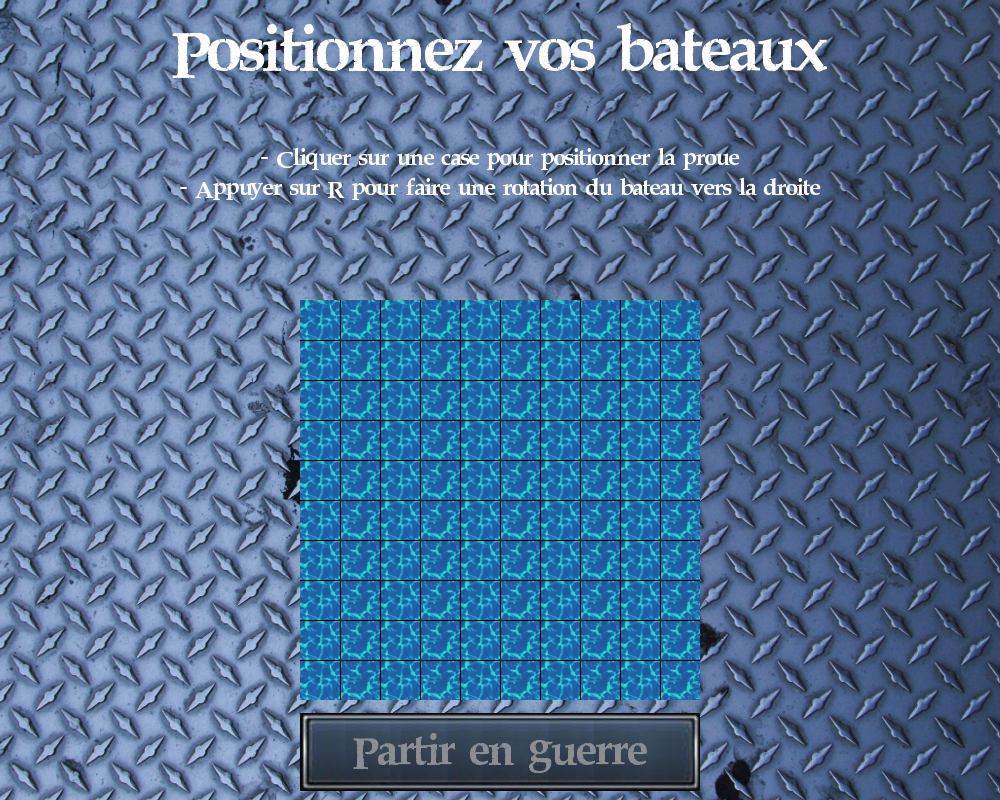 Positionnez vos bateaux
- Cliquer sur une case pour positionner la proue
- Appuyer sur R pour faire une rotation du bateau vers la droite
Partir en guerre